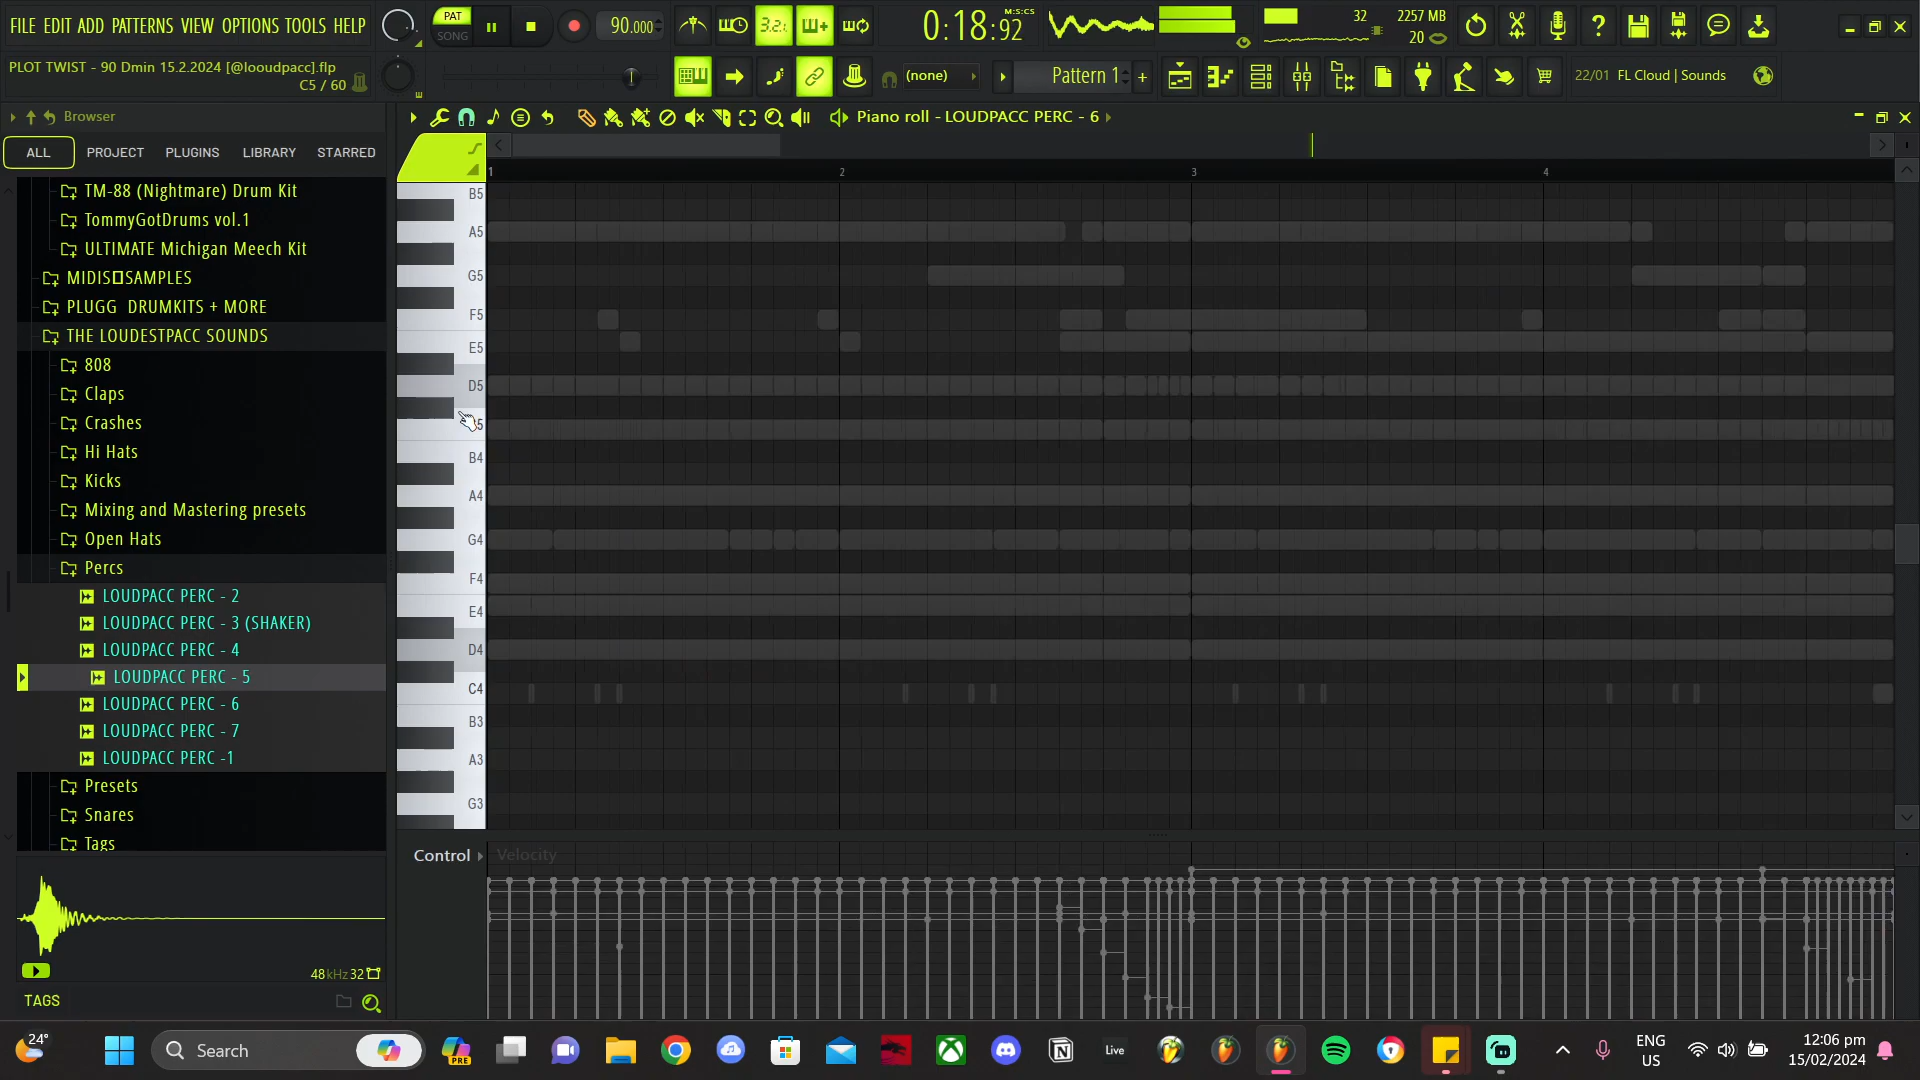 FILE EDIT ADD PATTERNS VIEW OPTIONS TOOLS HELP
PAT
SONG
90.000
3.2.1
0:18:92
M:S:CS
32
2257 MB
20
PLOT TWIST - 90 Dmin 15.2.2024 [@looudpacc].flp
C5 / 60
(none)
Pattern 1
22/01 FL Cloud | Sounds
Browser
ALL PROJECT PLUGINS LIBRARY STARRED
TM-88 (Nightmare) Drum Kit
TommyGotDrums vol.1
ULTIMATE Michigan Meech Kit
MIDIS▯SAMPLES
PLUGG DRUMKITS + MORE
THE LOUDESTPACC SOUNDS
808
Claps
Crashes
Hi Hats
Kicks
Mixing and Mastering presets
Open Hats
Percs
LOUDPACC PERC - 2
LOUDPACC PERC - 3 (SHAKER)
LOUDPACC PERC - 4
LOUDPACC PERC - 5
LOUDPACC PERC - 6
LOUDPACC PERC - 7
LOUDPACC PERC -1
Presets
Snares
Tags
48kHz 32
TAGS
Piano roll - LOUDPACC PERC - 6
1 2 3 4
B5
A5
G5
F5
E5
D5
5
B4
A4
G4
F4
E4
D4
C4
B3
A3
G3
Control
Velocity
24°
Search
PRE
Live
ENG
US
12:06 pm
15/02/2024